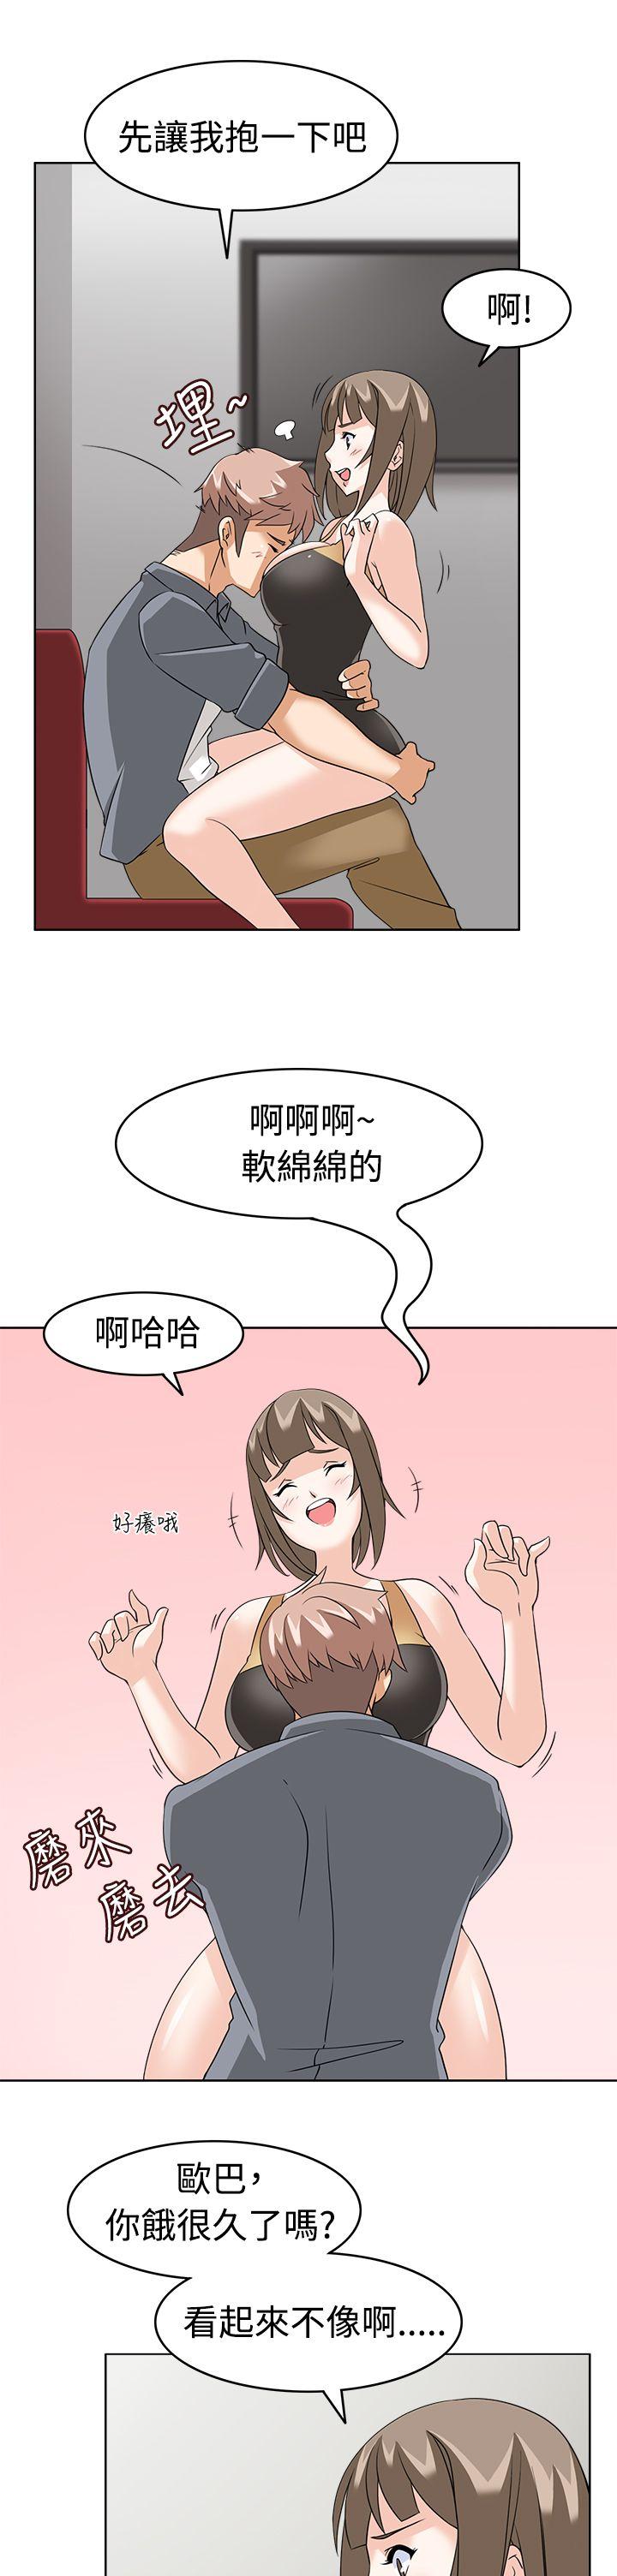 先讓我抱一下吧
啊!
埋~
啊啊啊~
軟綿綿的
啊哈哈
好癢哦
磨來
磨去
歐巴,
你餓很久了嗎?
看起來不像啊.....